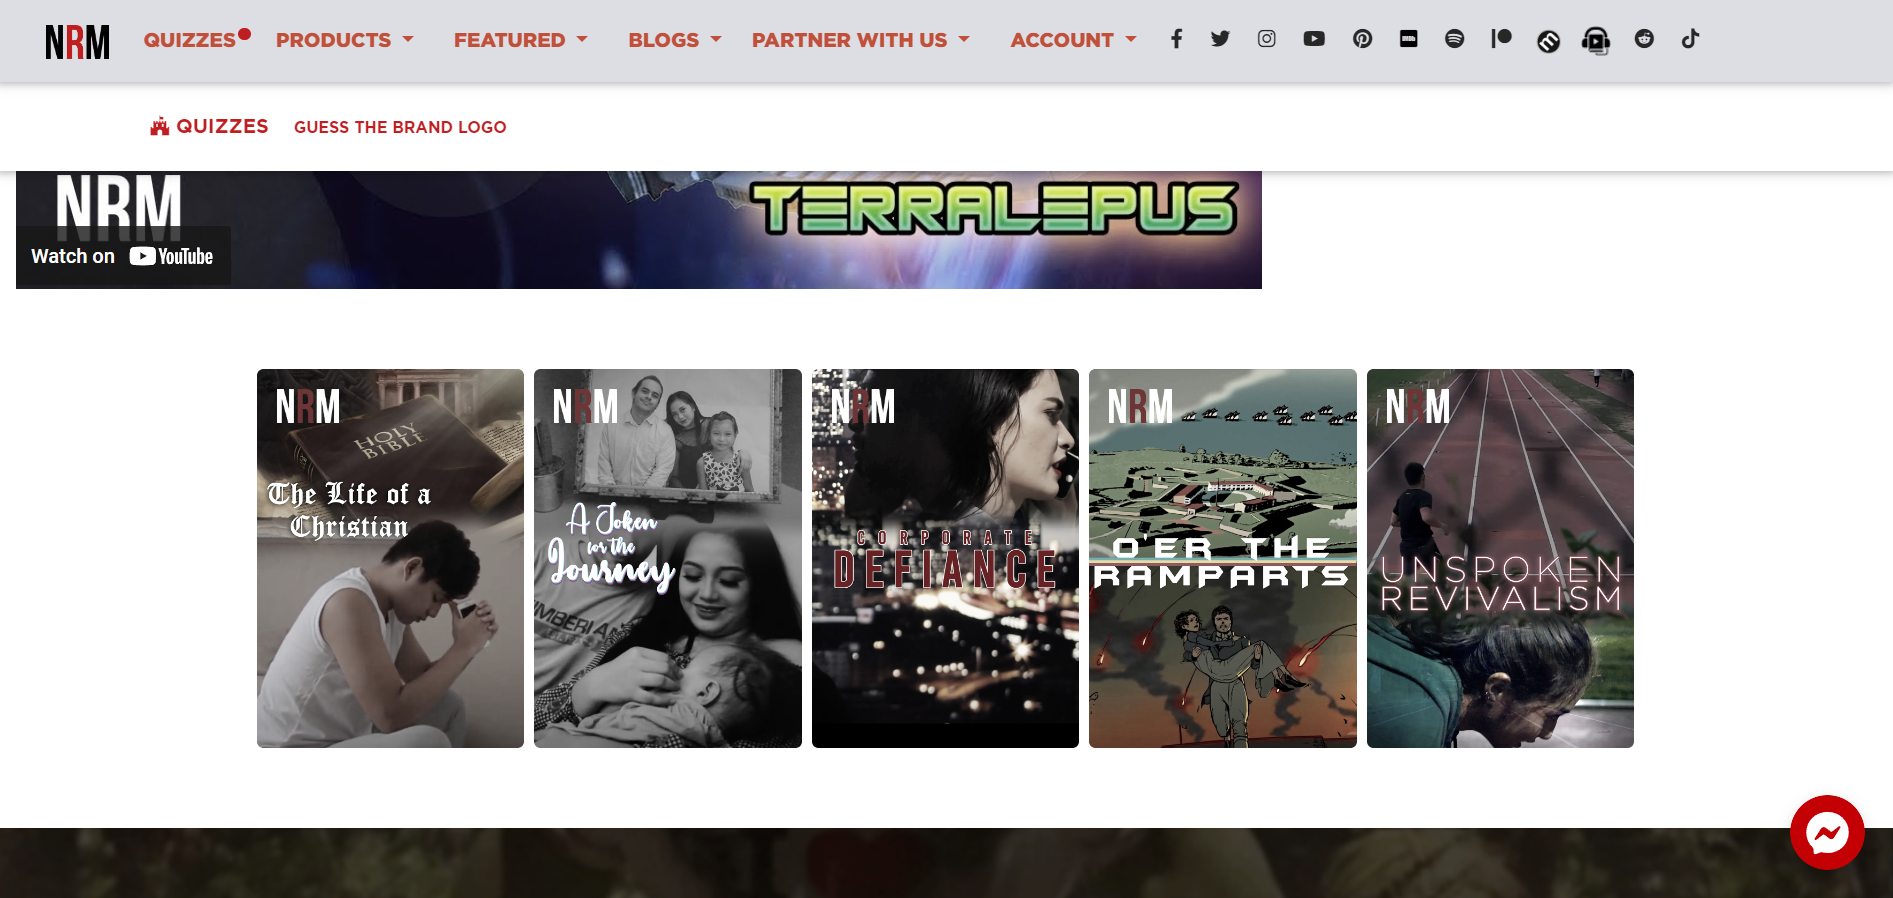 NRM QUIZZES PRODUCTS FEATURED BLOGS PARTNER WITH US ACCOUNT
QUIZZES GUESS THE BRAND LOGO
NRM
TERRALEPUS
Watch on YouTube
NRM
HOLY
BIBLE
The Life of a
Christian
NRM
A Token
for the
Journey
NRM
CORPORATE
DEFIANCE
NRM
O'ER THE
RAMPARTS
NRM
UNSPOKEN
REVIVALISM